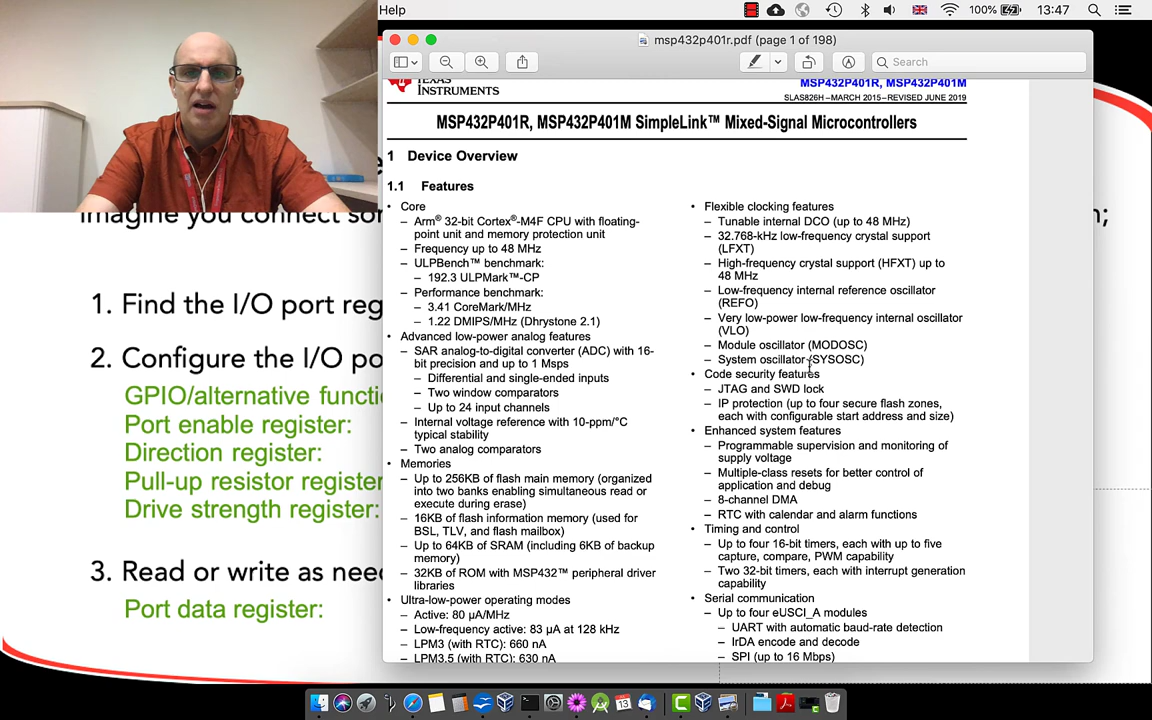 Help
100%
13:47
msp432p401r.pdf (page 1 of 198)
Search
TEXAS
INSTRUMENTS
MSP432P401R, MSP432P401M
SLAS826H –MARCH 2015–REVISED JUNE 2019
MSP432P401R, MSP432P401M SimpleLink™ Mixed-Signal Microcontrollers
1 Device Overview
1.1 Features
• Core
– Arm® 32-bit Cortex®-M4F CPU with floating-
point unit and memory protection unit
– Frequency up to 48 MHz
– ULPBench™ benchmark:
– 192.3 ULPMark™-CP
– Performance benchmark:
– 3.41 CoreMark/MHz
– 1.22 DMIPS/MHz (Dhrystone 2.1)
• Advanced low-power analog features
– SAR analog-to-digital converter (ADC) with 16-
bit precision and up to 1 Msps
– Differential and single-ended inputs
– Two window comparators
– Up to 24 input channels
– Internal voltage reference with 10-ppm/°C
typical stability
– Two analog comparators
• Memories
– Up to 256KB of flash main memory (organized
into two banks enabling simultaneous read or
execute during erase)
– 16KB of flash information memory (used for
BSL, TLV, and flash mailbox)
– Up to 64KB of SRAM (including 6KB of backup
memory)
– 32KB of ROM with MSP432™ peripheral driver
libraries
• Ultra-low-power operating modes
– Active: 80 µA/MHz
– Low-frequency active: 83 µA at 128 kHz
– LPM3 (with RTC): 660 nA
– LPM3.5 (with RTC): 630 nA
• Flexible clocking features
– Tunable internal DCO (up to 48 MHz)
– 32.768-kHz low-frequency crystal support
(LFXT)
– High-frequency crystal support (HFXT) up to
48 MHz
– Low-frequency internal reference oscillator
(REFO)
– Very low-power low-frequency internal oscillator
(VLO)
– Module oscillator (MODOSC)
– System oscillator (SYSOSC)
• Code security features
– JTAG and SWD lock
– IP protection (up to four secure flash zones,
each with configurable start address and size)
• Enhanced system features
– Programmable supervision and monitoring of
supply voltage
– Multiple-class resets for better control of
application and debug
– 8-channel DMA
– RTC with calendar and alarm functions
• Timing and control
– Up to four 16-bit timers, each with up to five
capture, compare, PWM capability
– Two 32-bit timers, each with interrupt generation
capability
• Serial communication
– Up to four eUSCI_A modules
– UART with automatic baud-rate detection
– IrDA encode and decode
– SPI (up to 16 Mbps)
Imagine you connect so
1. Find the I/O port reg
2. Configure the I/O po
GPIO/alternative functi
Port enable register:
Direction register:
Pull-up resistor register
Drive strength register:
3. Read or write as need
Port data register:
13